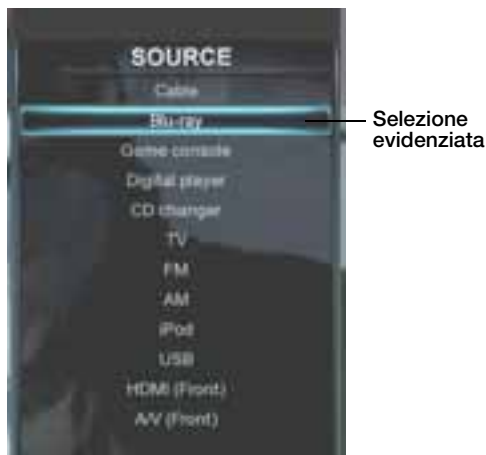 SOURCE
Cable
Blu-ray
Game console
Digital player
CD changer
TV
FM
AM
iPod
USB
HDMI (Front)
A/V (Front)
Selezione
evidenziata